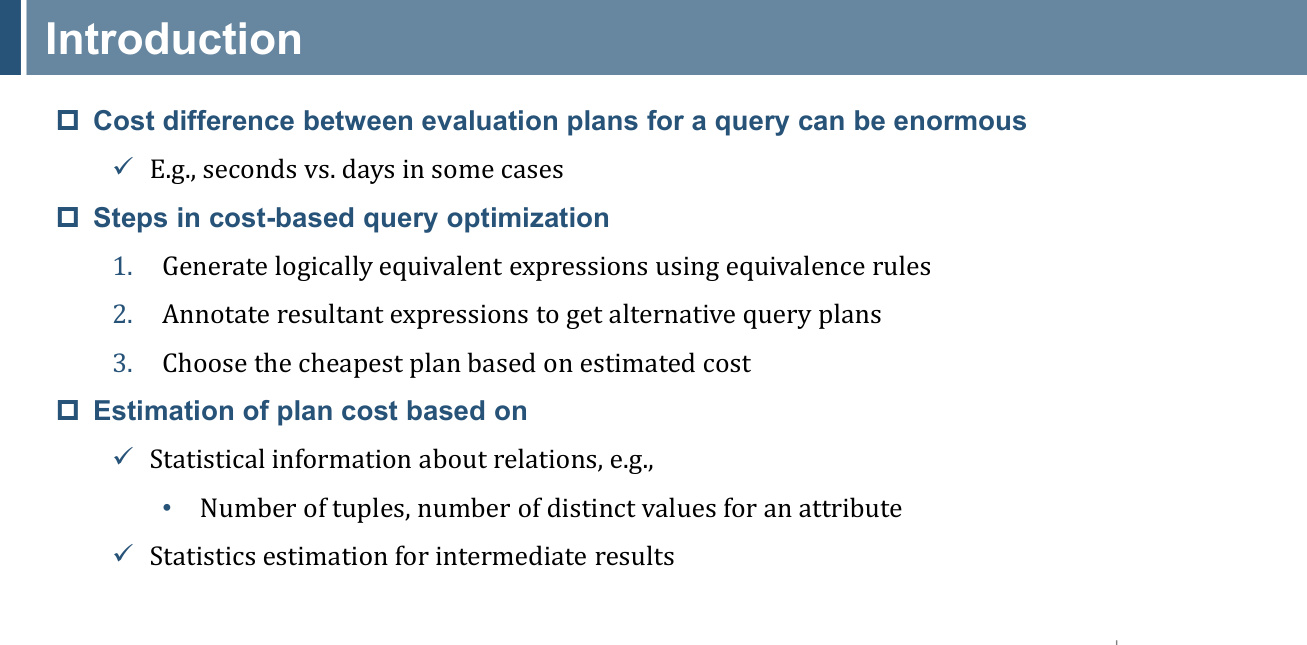 Introduction
Cost difference between evaluation plans for a query can be enormous
✓ E.g., seconds vs. days in some cases
Steps in cost-based query optimization
1. Generate logically equivalent expressions using equivalence rules
2. Annotate resultant expressions to get alternative query plans
3. Choose the cheapest plan based on estimated cost
Estimation of plan cost based on
✓ Statistical information about relations, e.g.,
• Number of tuples, number of distinct values for an attribute
✓ Statistics estimation for intermediate results